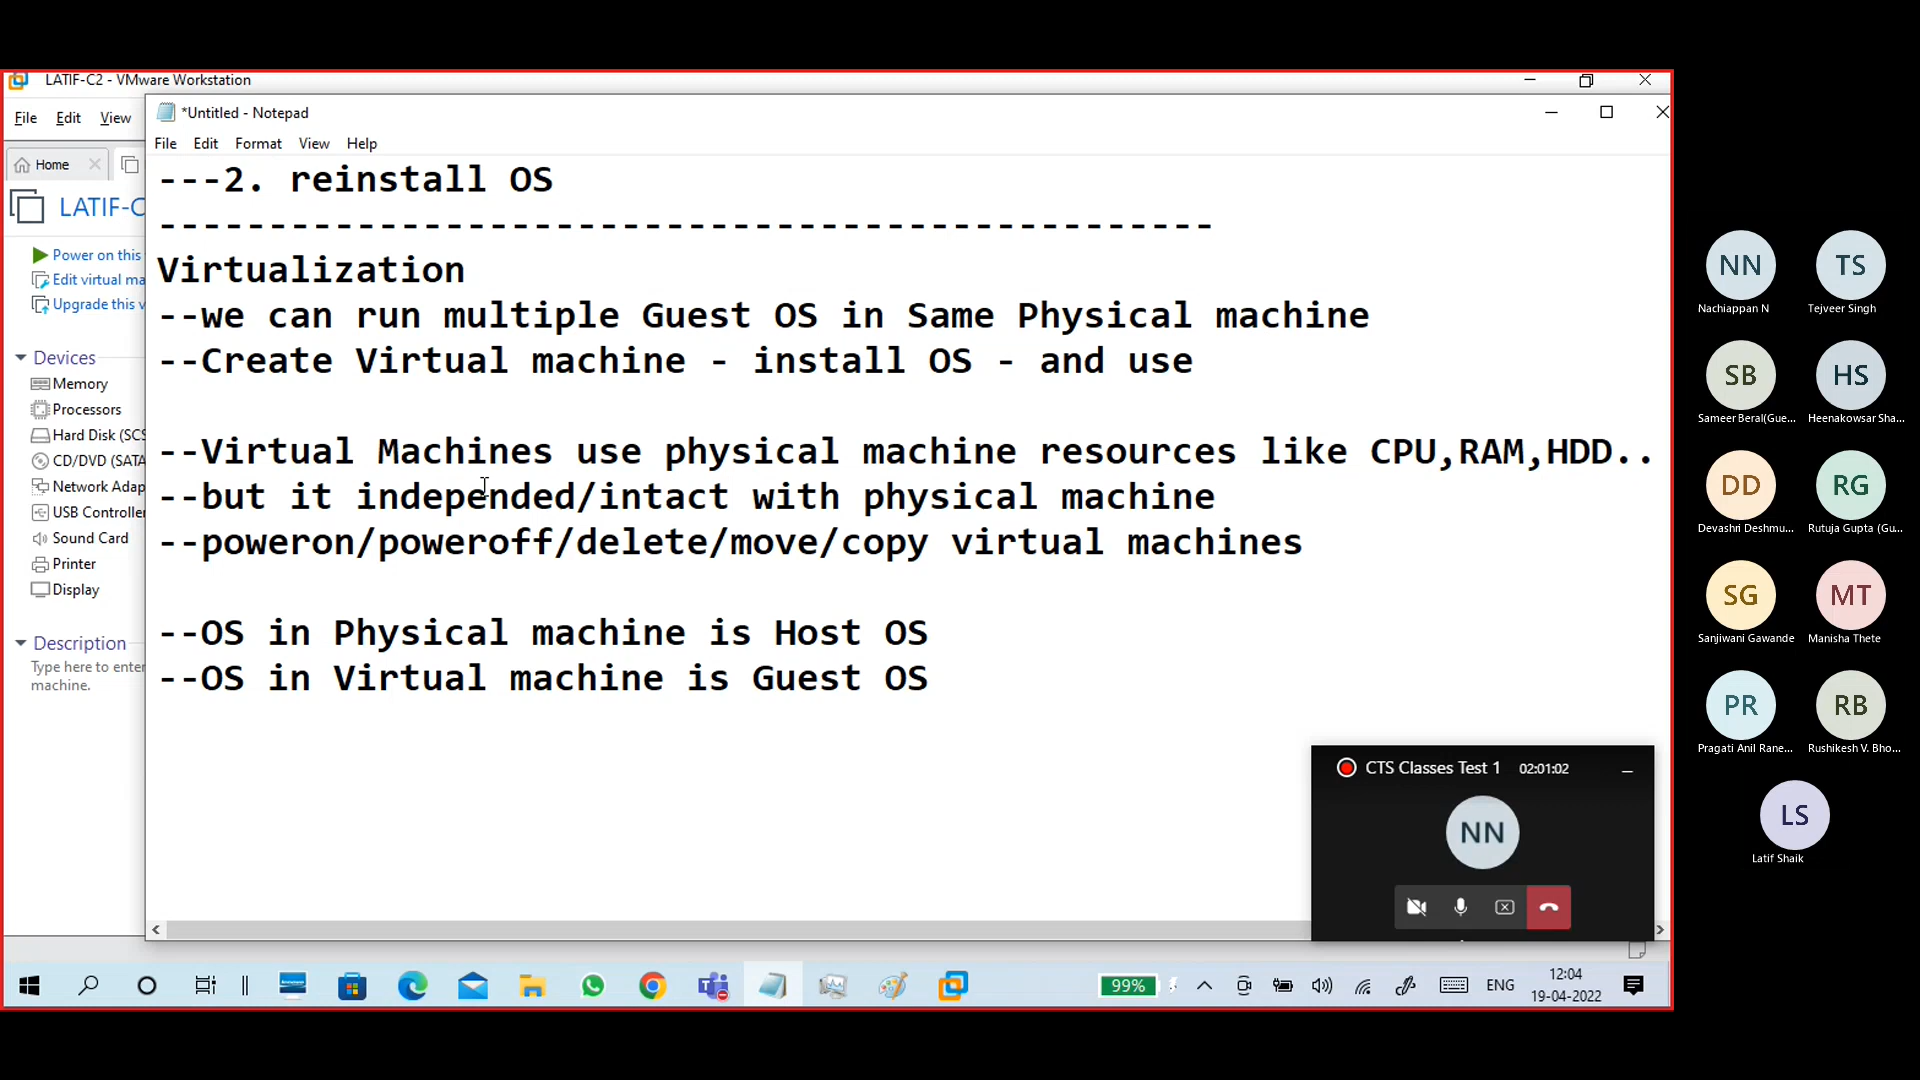 LATIF-C2 - VMware Workstation
File Edit View
*Untitled - Notepad
File Edit Format View Help
Home
LATIF-C
Power on this
Edit virtual ma
Upgrade this v
Devices
Memory
Processors
Hard Disk (SCS
CD/DVD (SATA
Network Adap
USB Controller
Sound Card
Printer
Display
Description
Type here to enter
machine.
---2. reinstall OS
------------------------------------------------
Virtualization
--we can run multiple Guest OS in Same Physical machine
--Create Virtual machine - install OS - and use
--Virtual Machines use physical machine resources like CPU,RAM,HDD..
--but it independed/intact with physical machine
--poweron/poweroff/delete/move/copy virtual machines
--OS in Physical machine is Host OS
--OS in Virtual machine is Guest OS
CTS Classes Test 1 02:01:02
NN
99%
ENG
12:04
19-04-2022
NN TS
Nachiappan N Tejveer Singh
SB HS
Sameer Beral(Gue... Heenakowsar Sha...
DD RG
Devashri Deshmu... Rutuja Gupta (Gu...
SG MT
Sanjiwani Gawande Manisha Thete
PR RB
Pragati Anil Rane... Rushikesh V. Bho...
LS
Latif Shaik